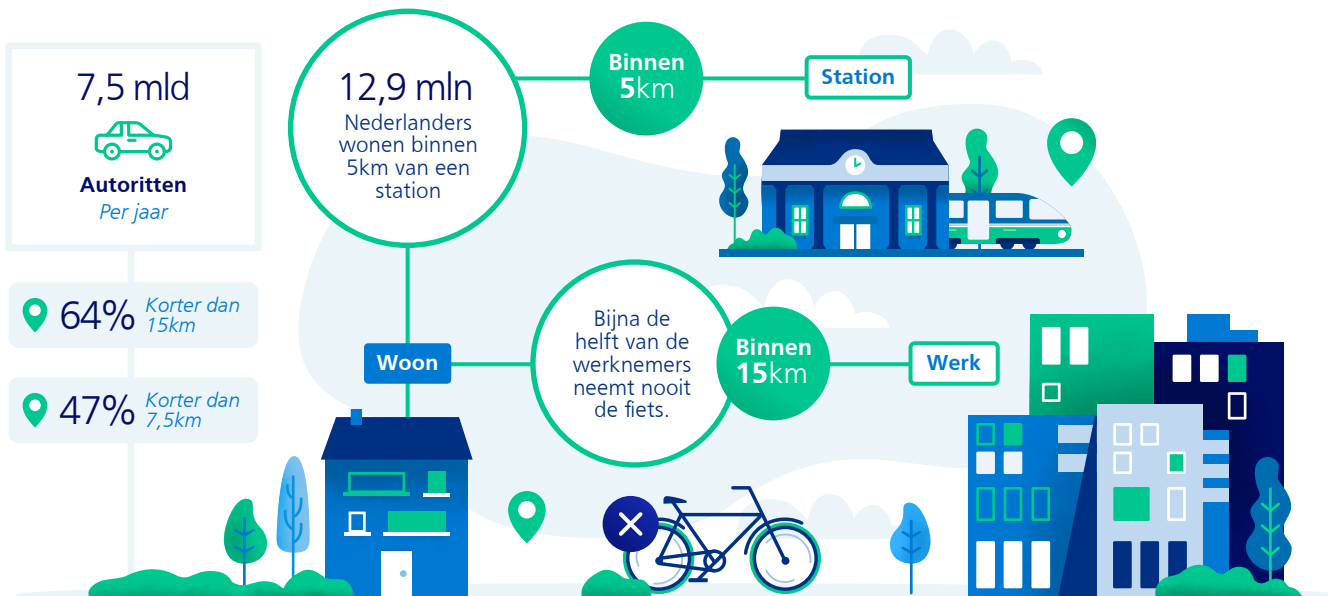 7,5 mld
Autoritten
Per jaar
64%
Korter dan
15km
47%
Korter dan
7,5km
12,9 mln
Nederlanders
wonen binnen
5km van een
station
Binnen
5km
Station
Woon
Bijna de
helft van de
werknemers
neemt nooit
de fiets.
Binnen
15km
Werk